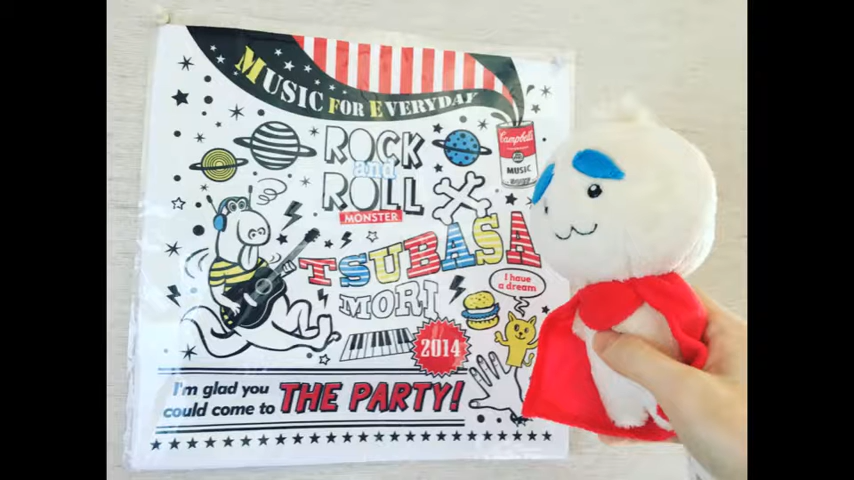 MUSIC FOR EVERYDAY
Campbell's
MUSIC
ROCK
and
ROLL
MONSTER
TSUBASA
MORI
I have
a dream
2014
I'm glad you
could come to THE PARTY!